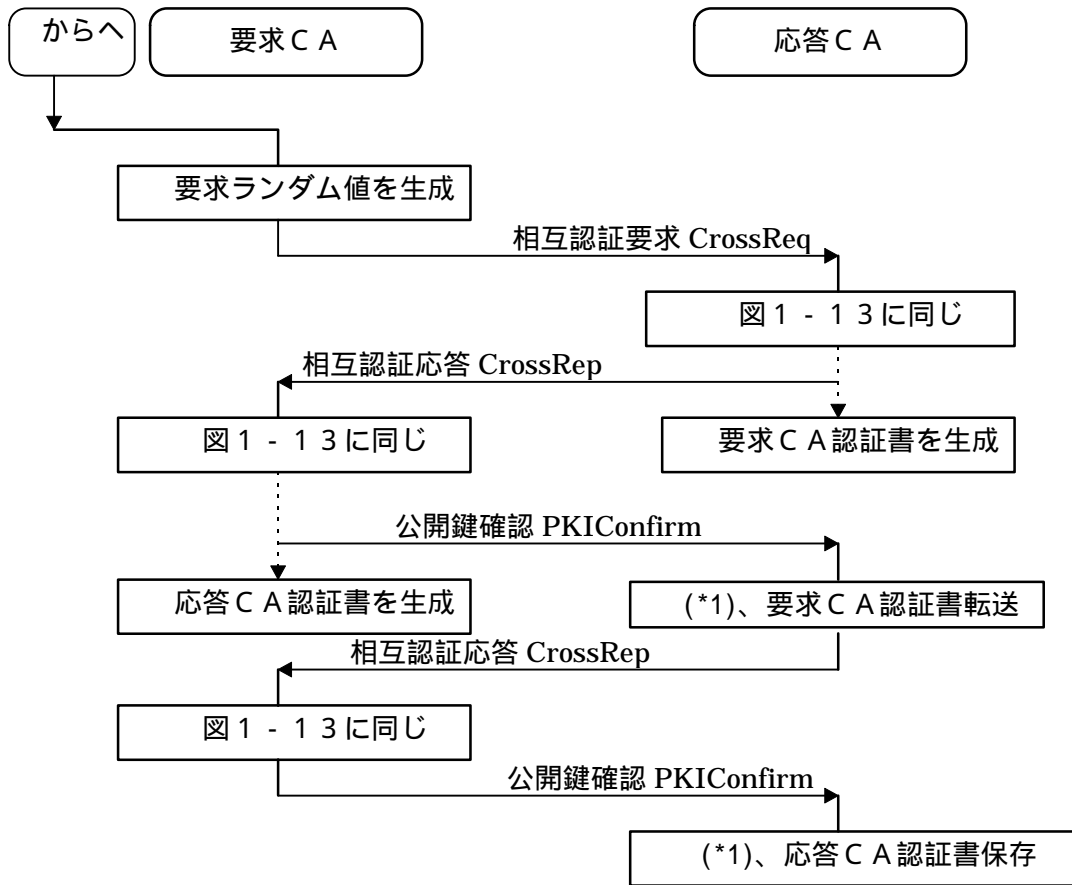 からへ
要求ＣＡ
応答ＣＡ
要求ランダム値を生成
相互認証要求 CrossReq
図１-１３に同じ
相互認証応答 CrossRep
図１-１３に同じ
要求ＣＡ認証書を生成
公開鍵確認 PKIConfirm
応答ＣＡ認証書を生成
(*1)、要求ＣＡ認証書転送
相互認証応答 CrossRep
図１-１３に同じ
公開鍵確認 PKIConfirm
(*1)、応答ＣＡ認証書保存